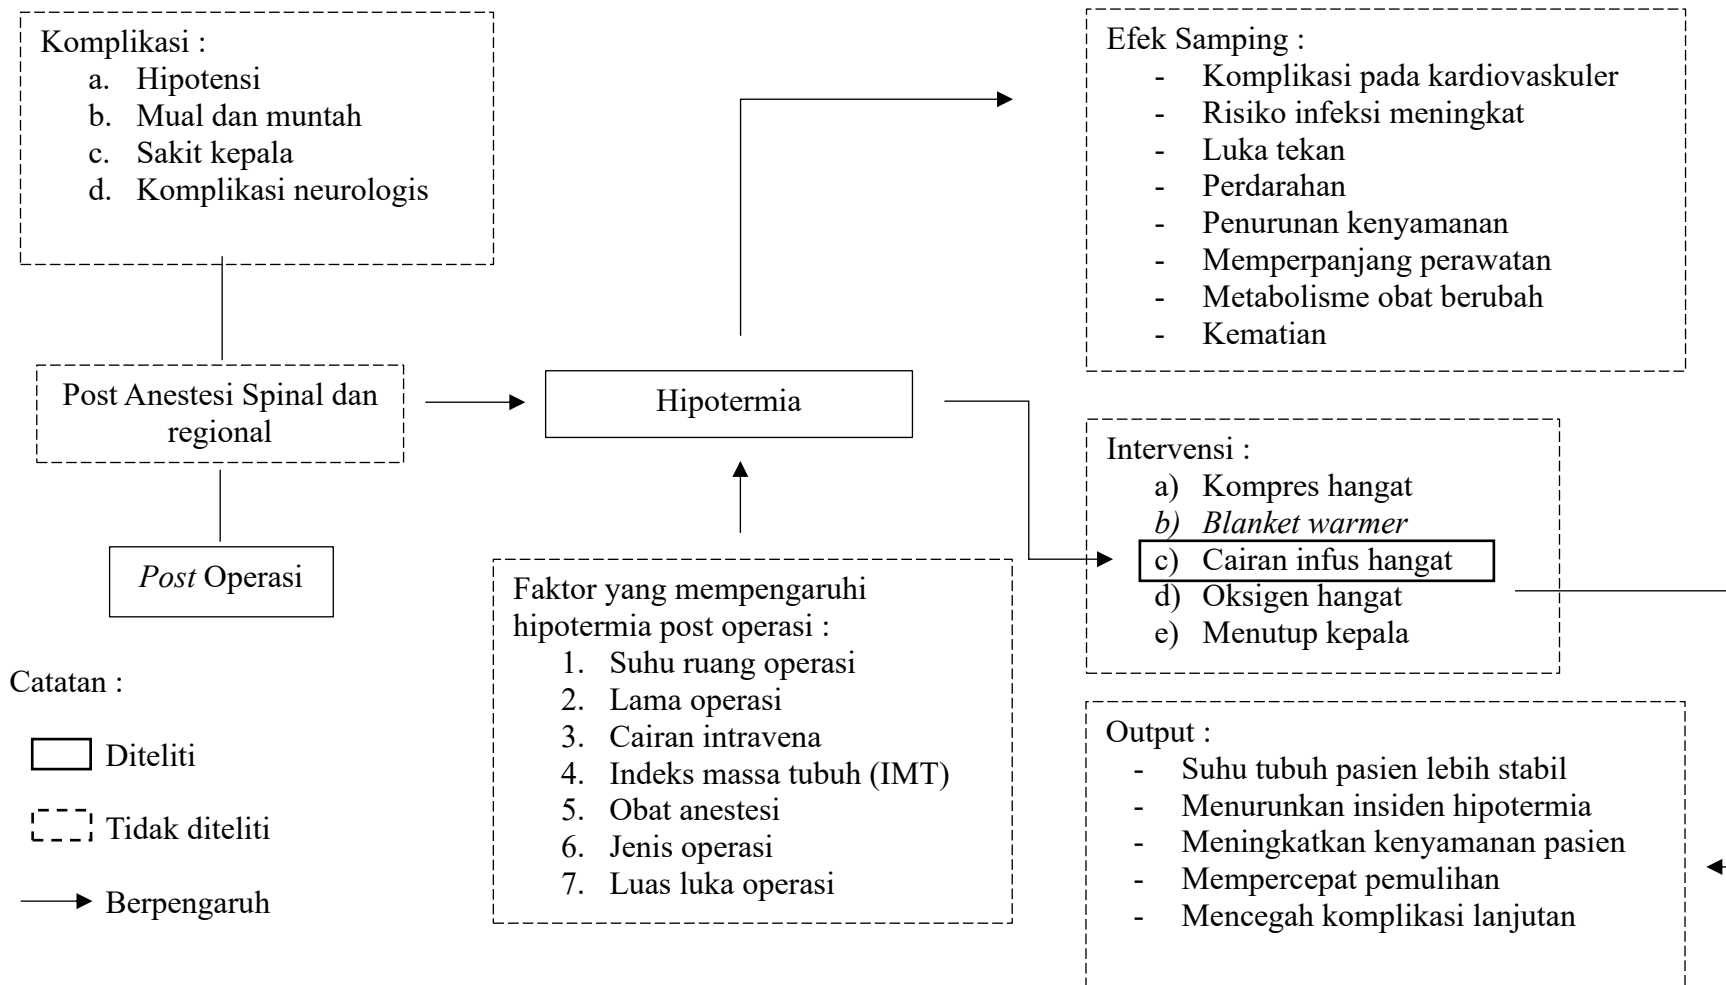 Komplikasi :
a. Hipotensi
b. Mual dan muntah
c. Sakit kepala
d. Komplikasi neurologis
Post Anestesi Spinal dan
regional
Post Operasi
Catatan :
Diteliti
Tidak diteliti
Berpengaruh
Hipotermia
Faktor yang mempengaruhi
hipotermia post operasi :
1. Suhu ruang operasi
2. Lama operasi
3. Cairan intravena
4. Indeks massa tubuh (IMT)
5. Obat anestesi
6. Jenis operasi
7. Luas luka operasi
Efek Samping :
- Komplikasi pada kardiovaskuler
- Risiko infeksi meningkat
- Luka tekan
- Perdarahan
- Penurunan kenyamanan
- Memperpanjang perawatan
- Metabolisme obat berubah
- Kematian
Intervensi :
a) Kompres hangat
b) Blanket warmer
c) Cairan infus hangat
d) Oksigen hangat
e) Menutup kepala
Output :
- Suhu tubuh pasien lebih stabil
- Menurunkan insiden hipotermia
- Meningkatkan kenyamanan pasien
- Mempercepat pemulihan
- Mencegah komplikasi lanjutan